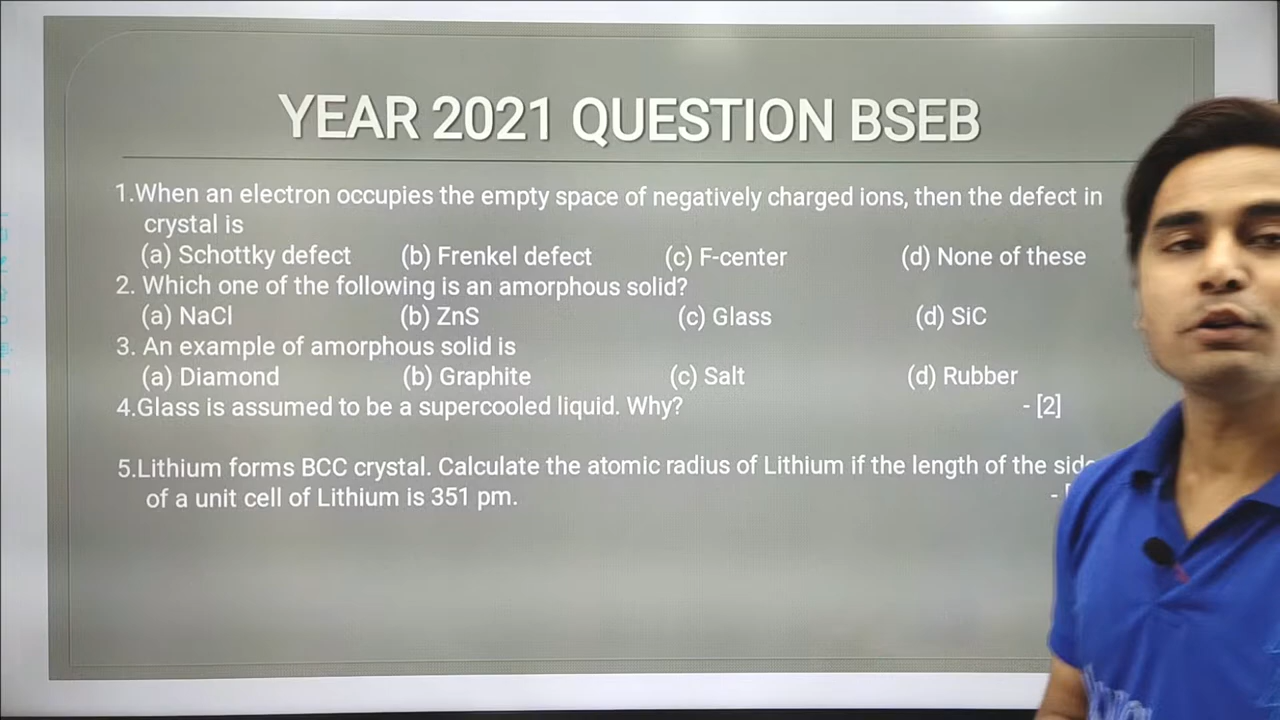 YEAR 2021 QUESTION BSEB
1.When an electron occupies the empty space of negatively charged ions, then the defect in
crystal is
(a) Schottky defect (b) Frenkel defect (c) F-center (d) None of these
2. Which one of the following is an amorphous solid?
(a) NaCl (b) ZnS (c) Glass (d) SiC
3. An example of amorphous solid is
(a) Diamond (b) Graphite (c) Salt (d) Rubber
4.Glass is assumed to be a supercooled liquid. Why? - [2]
5.Lithium forms BCC crystal. Calculate the atomic radius of Lithium if the length of the
of a unit cell of Lithium is 351 pm. - [